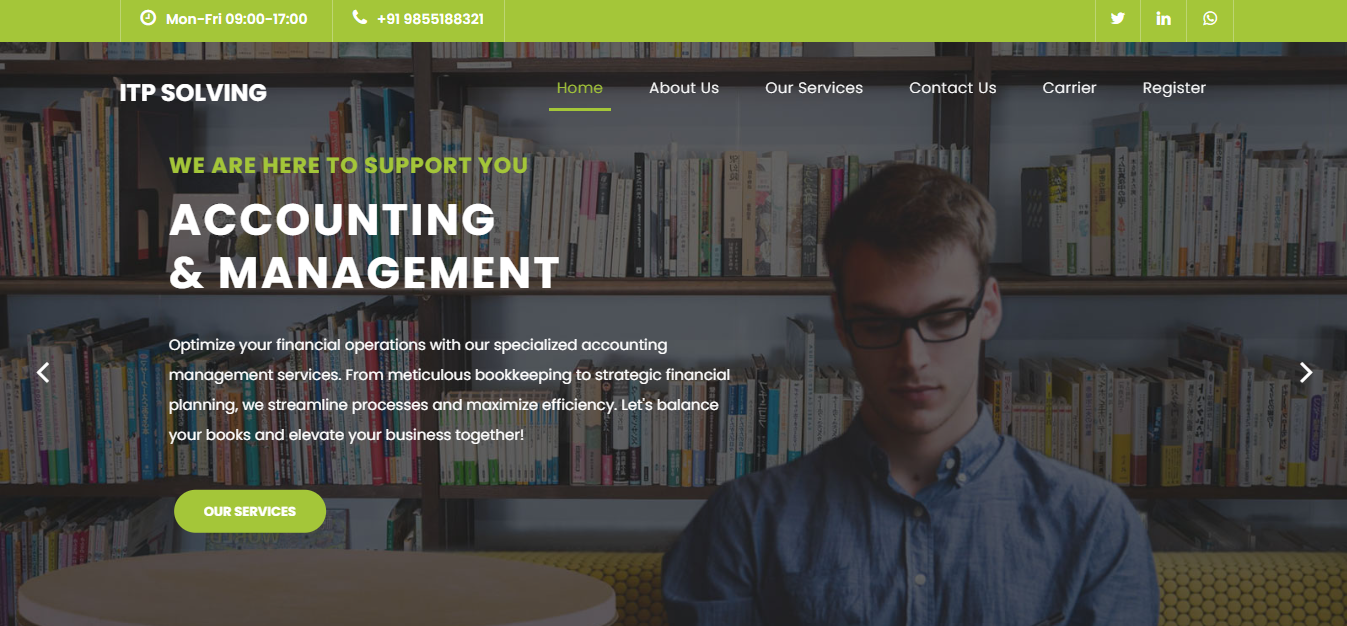 Mon-Fri 09:00-17:00
+91 9855188321
ITP SOLVING
Home
About Us
Our Services
Contact Us
Carrier
Register
WE ARE HERE TO SUPPORT YOU
ACCOUNTING
& MANAGEMENT
Optimize your financial operations with our specialized accounting
management services. From meticulous bookkeeping to strategic financial
planning, we streamline processes and maximize efficiency. Let's balance
your books and elevate your business together!
OUR SERVICES